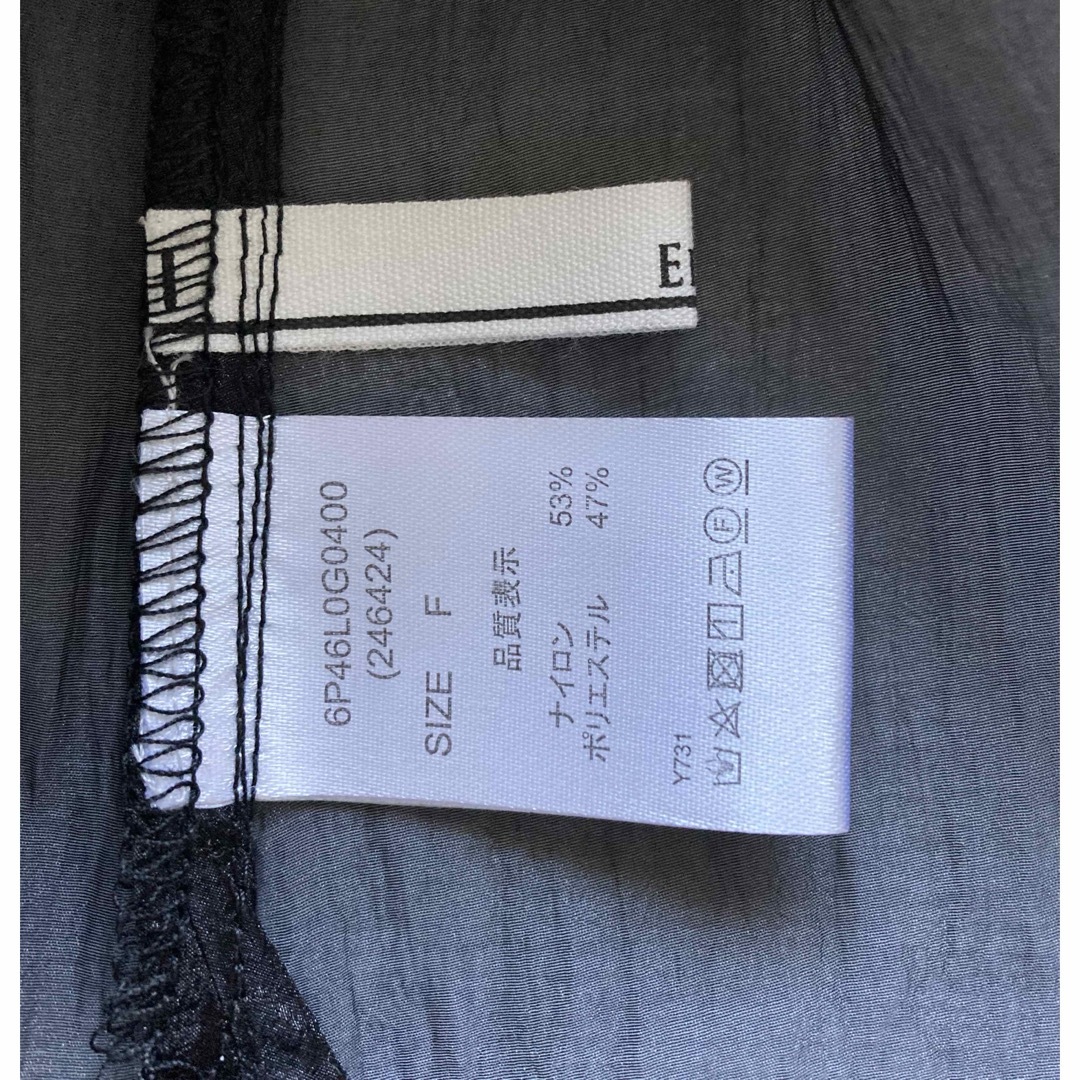 6P46L0G0400
(246424)
SIZE F
品質表示
ナイロン 53%
ポリエステル 47%
Y731
F W